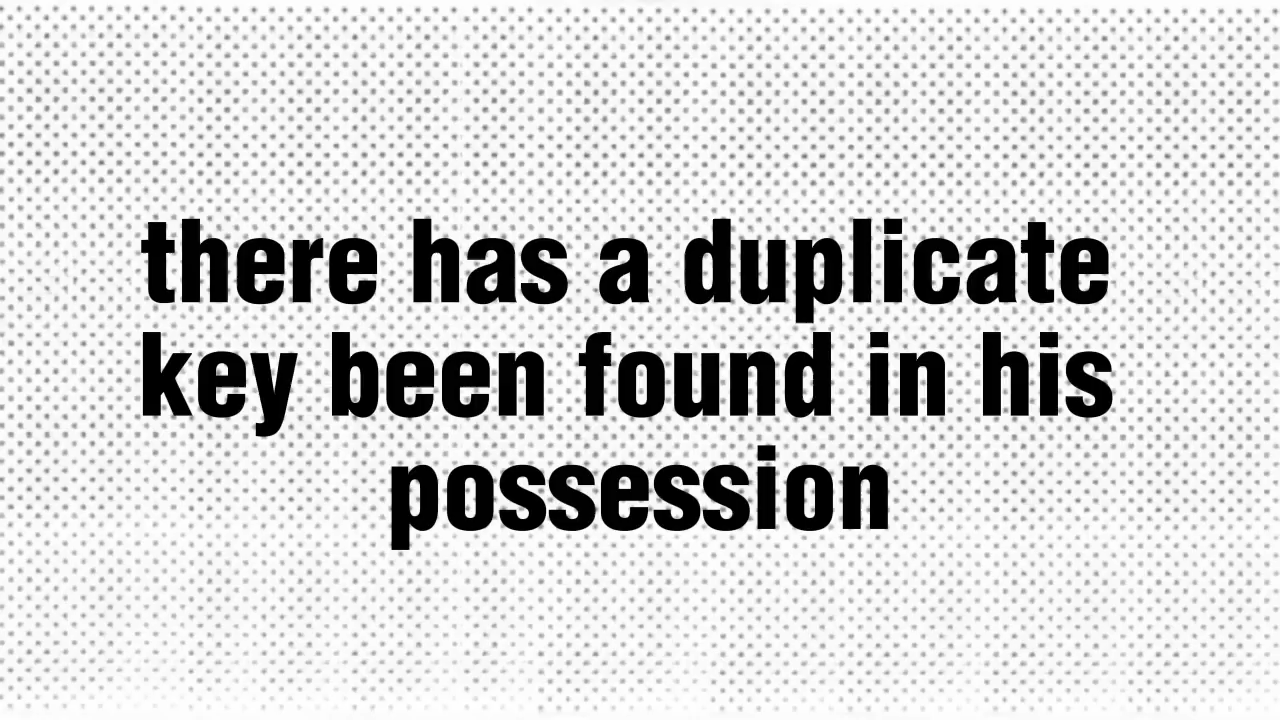 there has a duplicate
key been found in his
possession